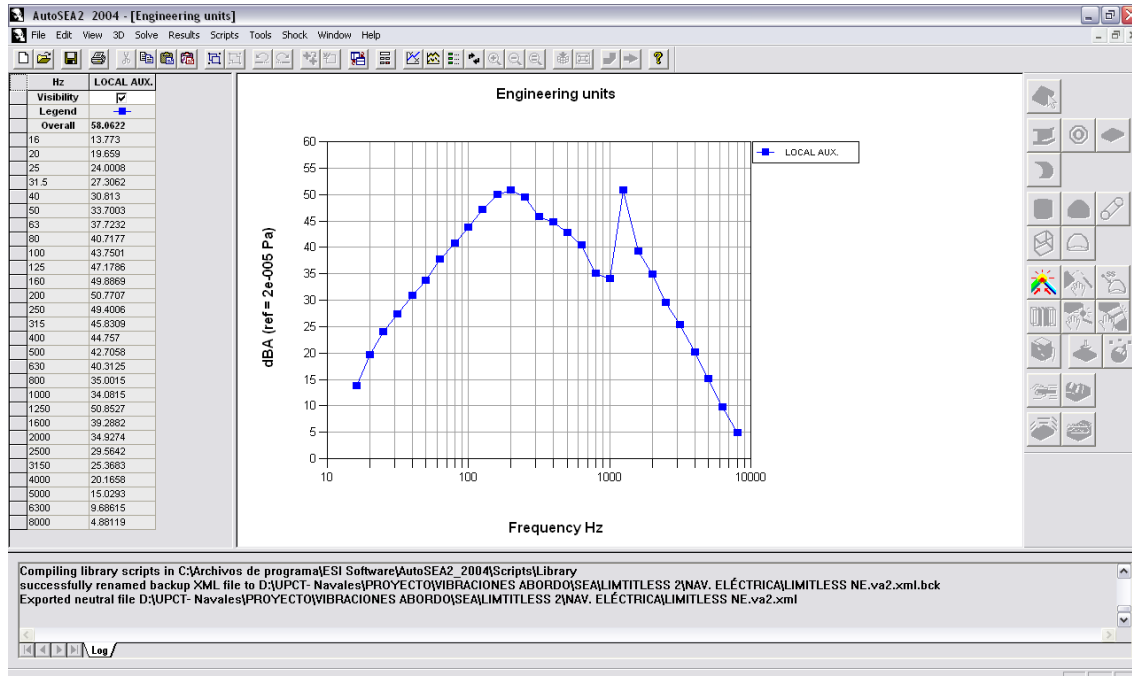 AutoSEA2 2004 - [Engineering units]
File Edit View 3D Solve Results Scripts Tools Shock Window Help
Hz LOCAL AUX.
Visibility
Legend
Overall 58.0622
16 13.773
20 19.659
25 24.0008
31.5 27.3062
40 30.813
50 33.7003
63 37.7232
80 40.7177
100 43.7501
125 47.1786
160 49.8869
200 50.7707
250 49.4006
315 45.8309
400 44.757
500 42.7058
630 40.3125
800 35.0015
1000 34.0815
1250 50.8527
1600 39.2882
2000 34.9274
2500 29.5642
3150 25.3683
4000 20.1658
5000 15.0293
6300 9.68615
8000 4.88119
Engineering units
LOCAL AUX.
dBA (ref = 2e-005 Pa)
60
55
50
45
40
35
30
25
20
15
10
5
0
10 100 1000 10000
Frequency Hz
SS
Compiling library scripts in C:\Archivos de programa\ESI Software\AutoSEA2_2004\Scripts\Library
successfully renamed backup XML file to D:\UPCT- Navales\PROYECTO\VIBRACIONES ABORDO\SEA\LIMTITLESS 2\NAV. ELÉCTRICA\LIMITLESS NE.va2.xml.bck
Exported neutral file D:\UPCT- Navales\PROYECTO\VIBRACIONES ABORDO\SEA\LIMTITLESS 2\NAV. ELÉCTRICA\LIMITLESS NE.va2.xml
Log